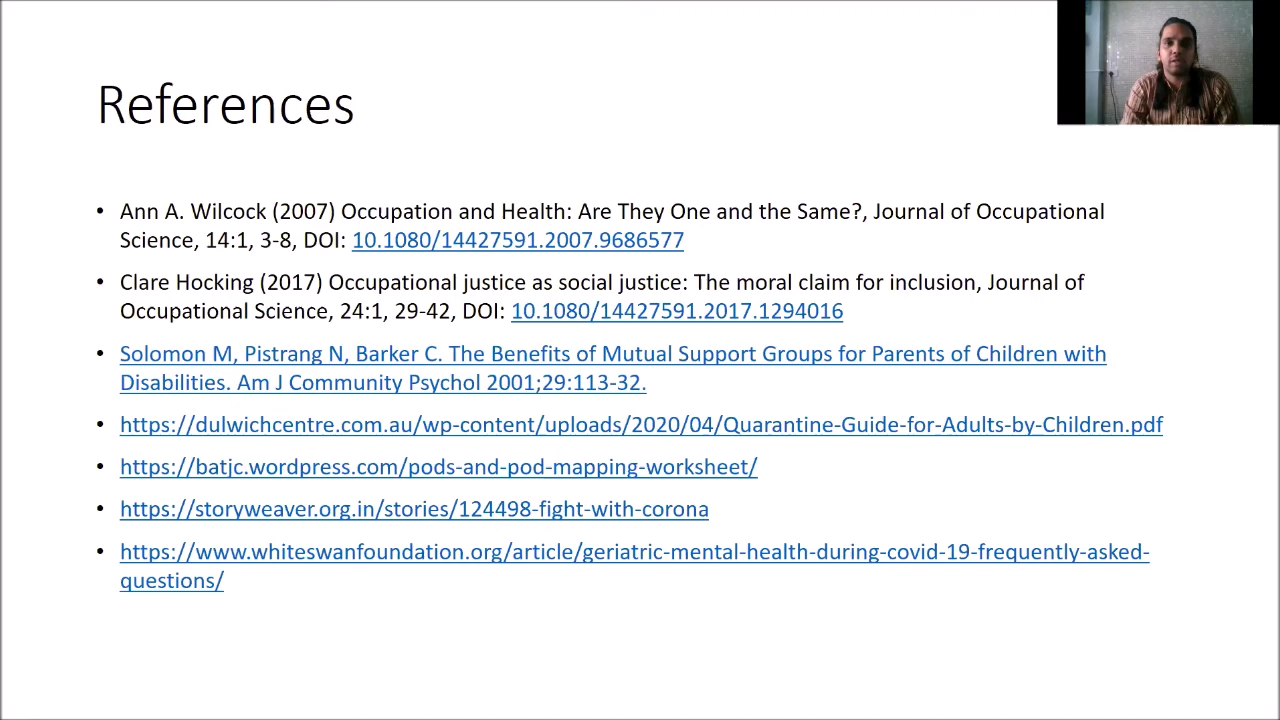 References
• Ann A. Wilcock (2007) Occupation and Health: Are They One and the Same?, Journal of Occupational
Science, 14:1, 3-8, DOI: 10.1080/14427591.2007.9686577
• Clare Hocking (2017) Occupational justice as social justice: The moral claim for inclusion, Journal of
Occupational Science, 24:1, 29-42, DOI: 10.1080/14427591.2017.1294016
• Solomon M, Pistrang N, Barker C. The Benefits of Mutual Support Groups for Parents of Children with
Disabilities. Am J Community Psychol 2001;29:113-32.
• https://dulwichcentre.com.au/wp-content/uploads/2020/04/Quarantine-Guide-for-Adults-by-Children.pdf
• https://batjc.wordpress.com/pods-and-pod-mapping-worksheet/
• https://storyweaver.org.in/stories/124498-fight-with-corona
• https://www.whiteswanfoundation.org/article/geriatric-mental-health-during-covid-19-frequently-asked-
questions/